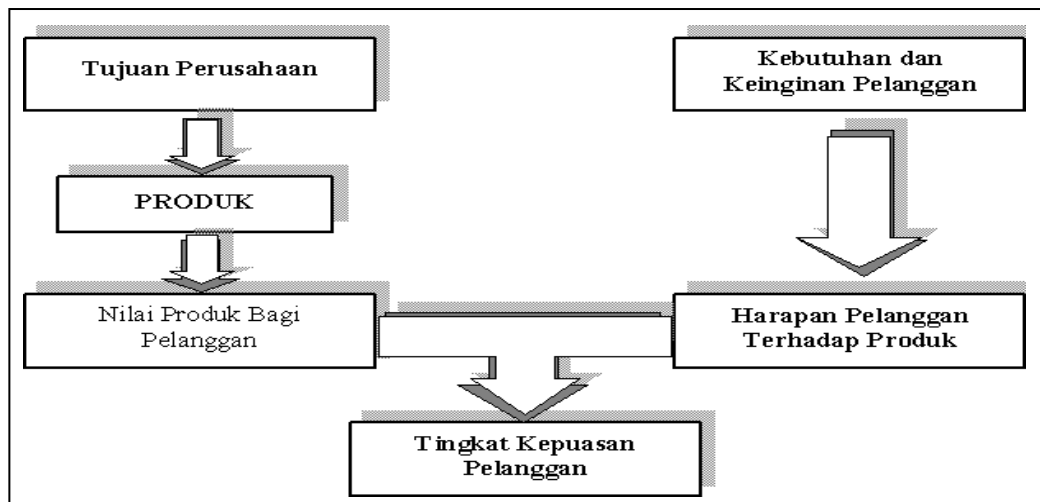 Tujuan Perusahaan
Kebutuhan dan
Keinginan Pelanggan
PRODUK
Nilai Produk Bagi
Pelanggan
Harapan Pelanggan
Terhadap Produk
Tingkat Kepuasan
Pelanggan